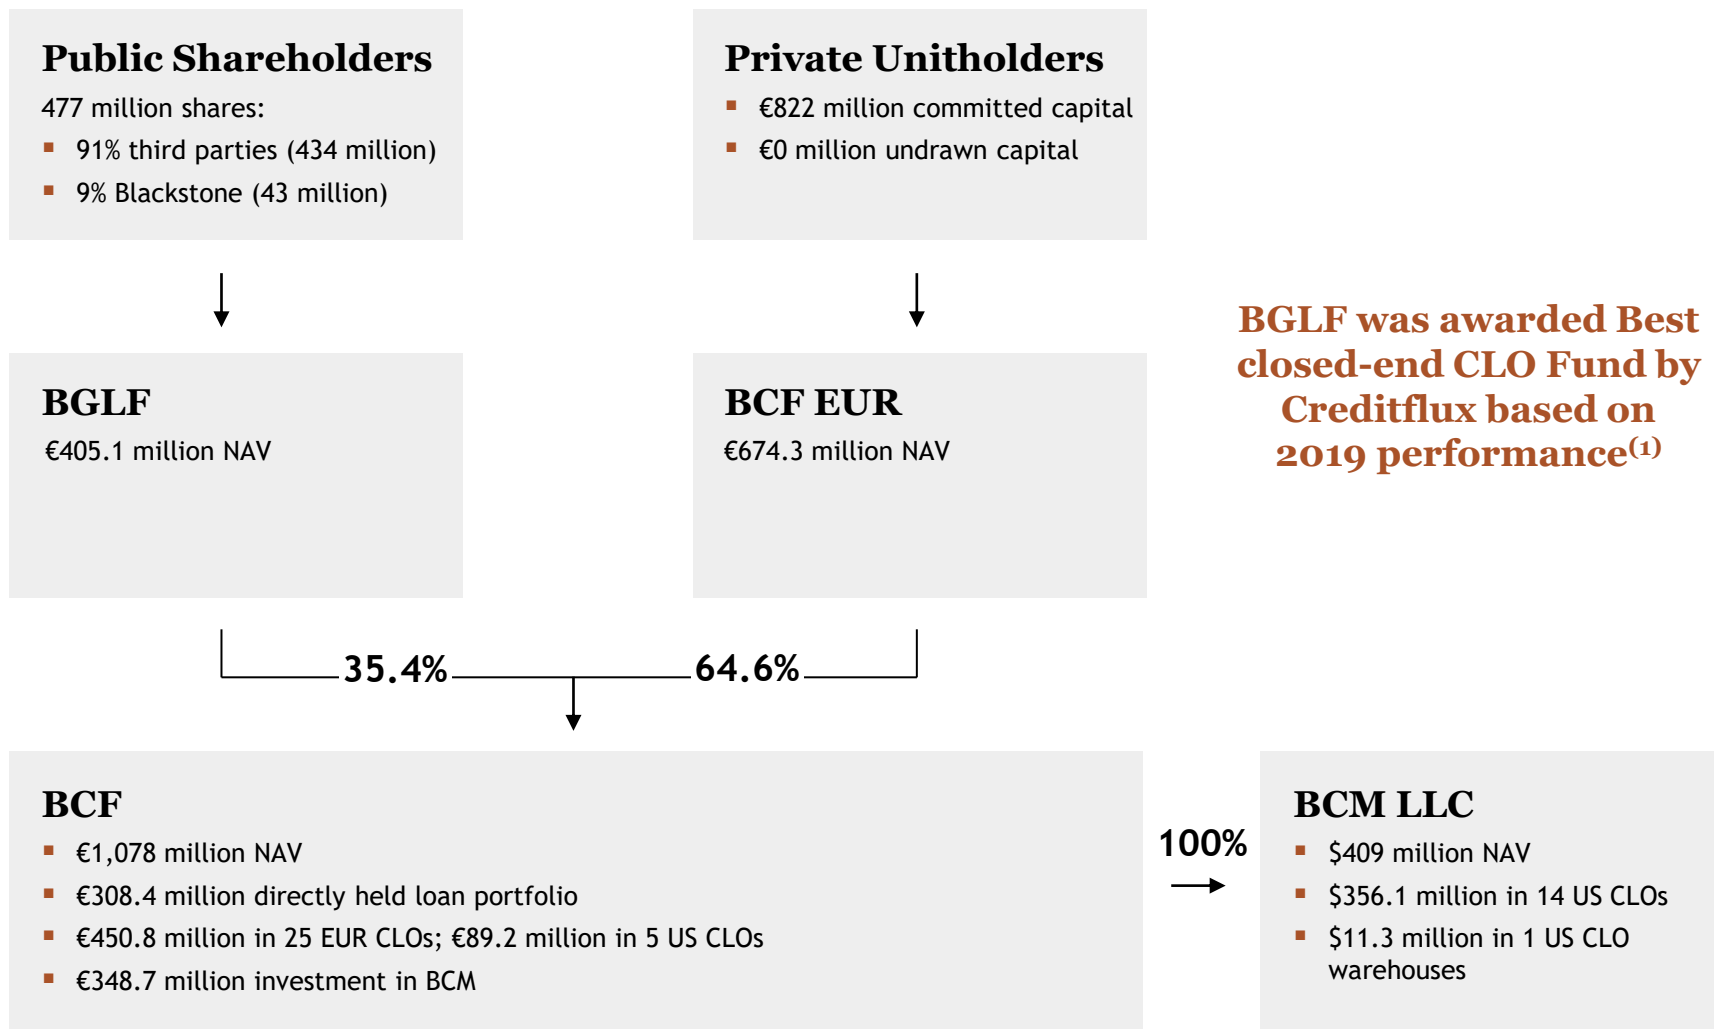 Public Shareholders
477 million shares:
▪ 91% third parties (434 million)
▪ 9% Blackstone (43 million)
Private Unitholders
▪ €822 million committed capital
▪ €0 million undrawn capital
BGLF was awarded Best
closed-end CLO Fund by
Creditflux based on
2019 performance(1)
BGLF
€405.1 million NAV
BCF EUR
€674.3 million NAV
35.4%
64.6%
BCF
▪ €1,078 million NAV
▪ €308.4 million directly held loan portfolio
▪ €450.8 million in 25 EUR CLOs; €89.2 million in 5 US CLOs
▪ €348.7 million investment in BCM
100%
BCM LLC
▪ $409 million NAV
▪ $356.1 million in 14 US CLOs
▪ $11.3 million in 1 US CLO
warehouses